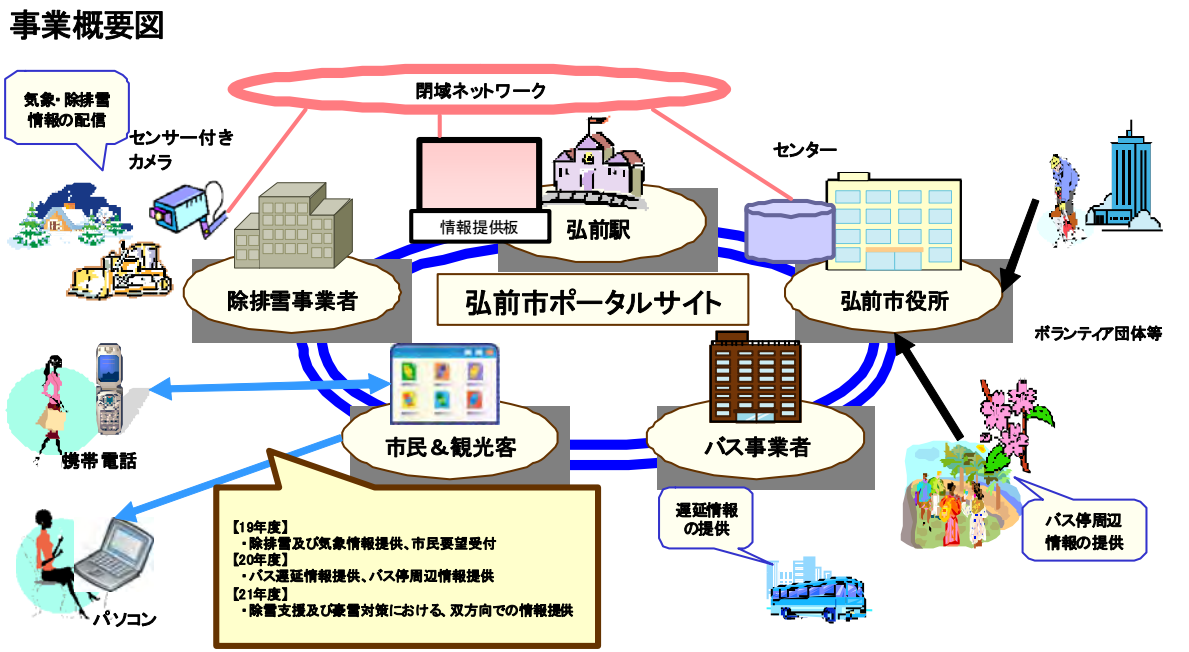 事業概要図
閉域ネットワーク
気象・除排雪
情報の配信
センサー付き
カメラ
センター
情報提供板
弘前駅
除排雪事業者
弘前市ポータルサイト
弘前市役所
ボランティア団体等
市民＆観光客
バス事業者
携帯電話
パソコン
遅延情報
の提供
バス停周辺
情報の提供
【19年度】
・除排雪及び気象情報提供、市民要望受付
【20年度】
・バス遅延情報提供、バス停周辺情報提供
【21年度】
・除雪支援及び豪雪対策における、双方向での情報提供